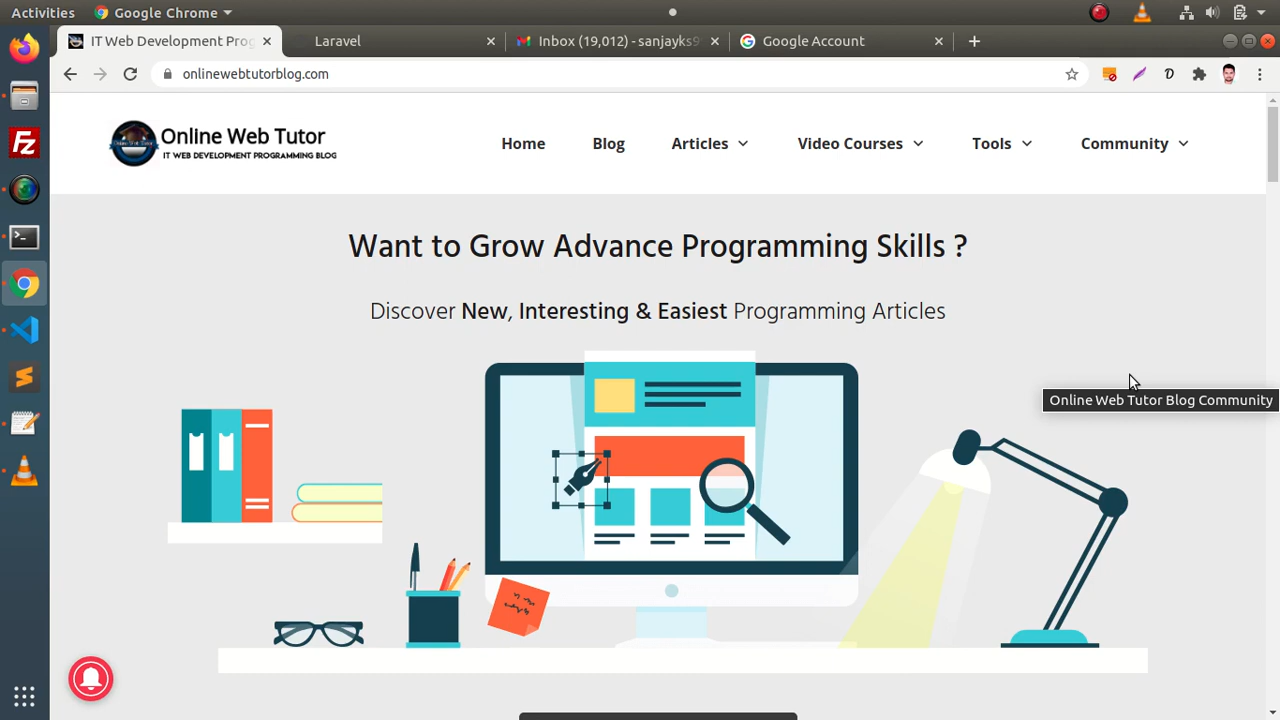 Activities
Google Chrome
IT Web Development Prog
Laravel
Inbox (19,012) - sanjayks9
Google Account
onlinewebtutorblog.com
Online Web Tutor
IT WEB DEVELOPMENT PROGRAMMING BLOG
Home
Blog
Articles
Video Courses
Tools
Community
Want to Grow Advance Programming Skills ?
Discover New, Interesting & Easiest Programming Articles
Online Web Tutor Blog Community